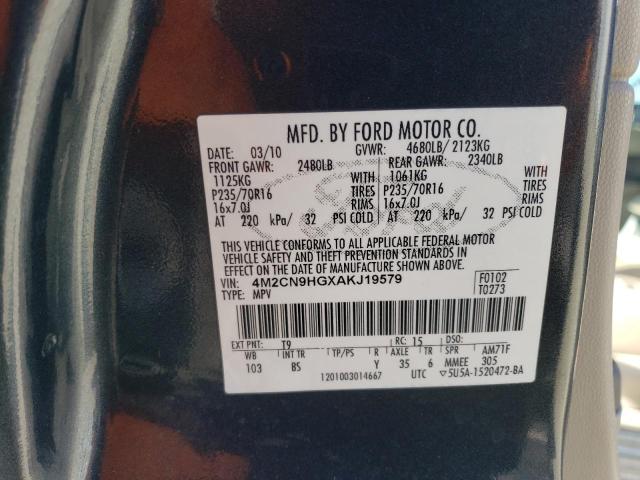 MFD. BY FORD MOTOR CO.
DATE: 03/10 GVWR: 4680LB/ 2123KG
FRONT GAWR: 2480LB REAR GAWR: 2340LB
1125KG WITH 1061KG WITH
P235/70R16 TIRES P235/70R16 TIRES
16x7.0J RIMS 16x7.0J RIMS
AT 220 kPa/ 32 PSI COLD AT 220 kPa/ 32 PSI COLD
THIS VEHICLE CONFORMS TO ALL APPLICABLE FEDERAL MOTOR
VEHICLE SAFETY AND THEFT PREVENTION STANDARDS IN
EFFECT ON THE DATE OF MANUFACTURE SHOWN ABOVE.
VIN: 4M2CN9HGXAKJ19579 F0102
TYPE: MPV T0273
EXT PNT: T9 RC: 15 DSO:
WB INT TR TP/PS R AXLE TR SPR AM71F
103 BS Y 35 6 MMEE 305
1201003014667 UTC ▽5U5A-1520472-BA
Ford